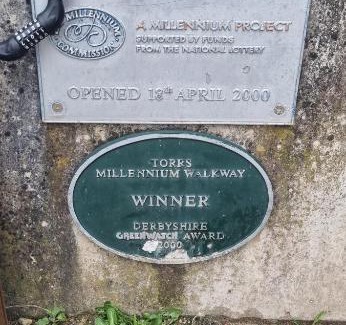 MILLENNIUM
COMMISSION
A MILLENNIUM PROJECT
SUPPORTED BY FUNDS
FROM THE NATIONAL LOTTERY
OPENED 18TH APRIL 2000
TORRS
MILLENNIUM WALKWAY
WINNER
DERBYSHIRE
GREENWATCH AWARD
2000